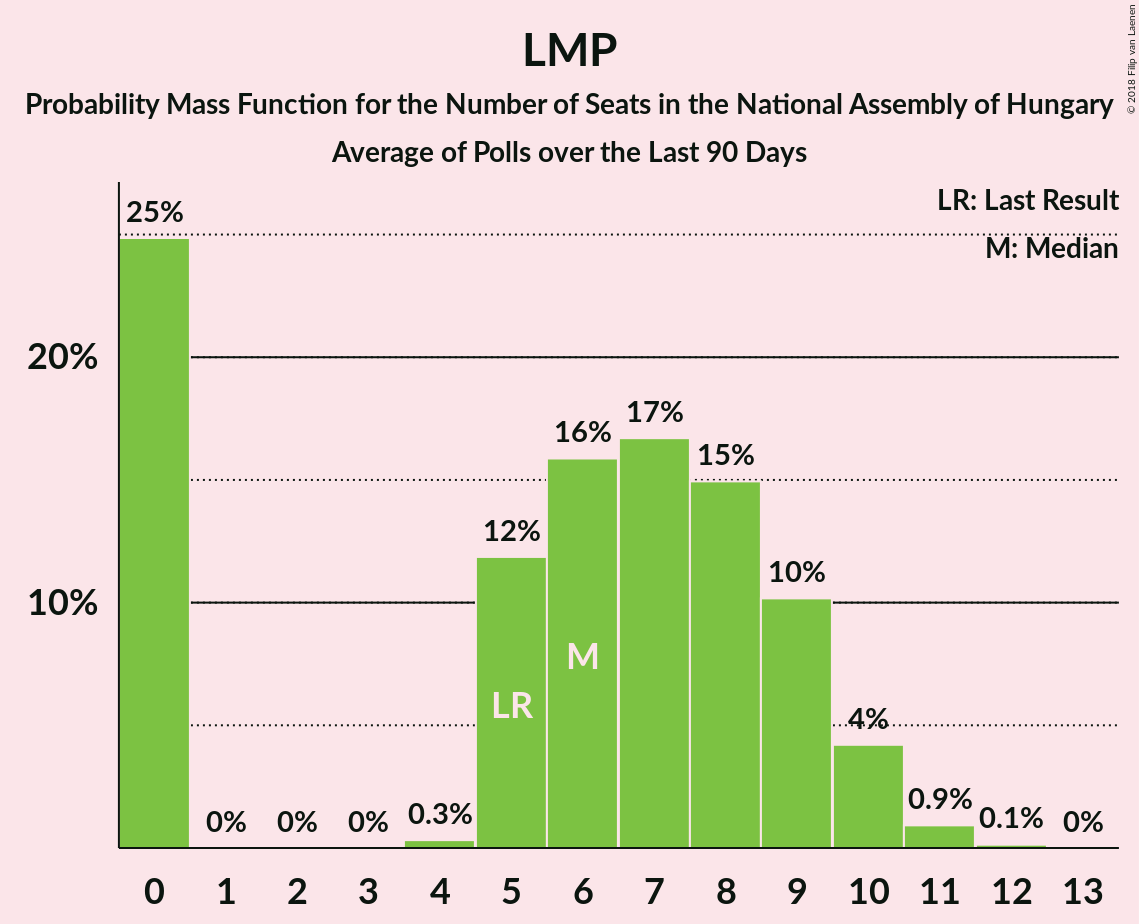 LMP
Probability Mass Function for the Number of Seats in the National Assembly of Hungary
Average of Polls over the Last 90 Days
© 2018 Filip van Laenen
LR: Last Result
M: Median
25%
20%
17%
16%
15%
12%
10%
10%
M
LR
4%
0.9%
0.3%
0.1%
0%
0%
0%
0%
0 1 2 3 4 5 6 7 8 9 10 11 12 13